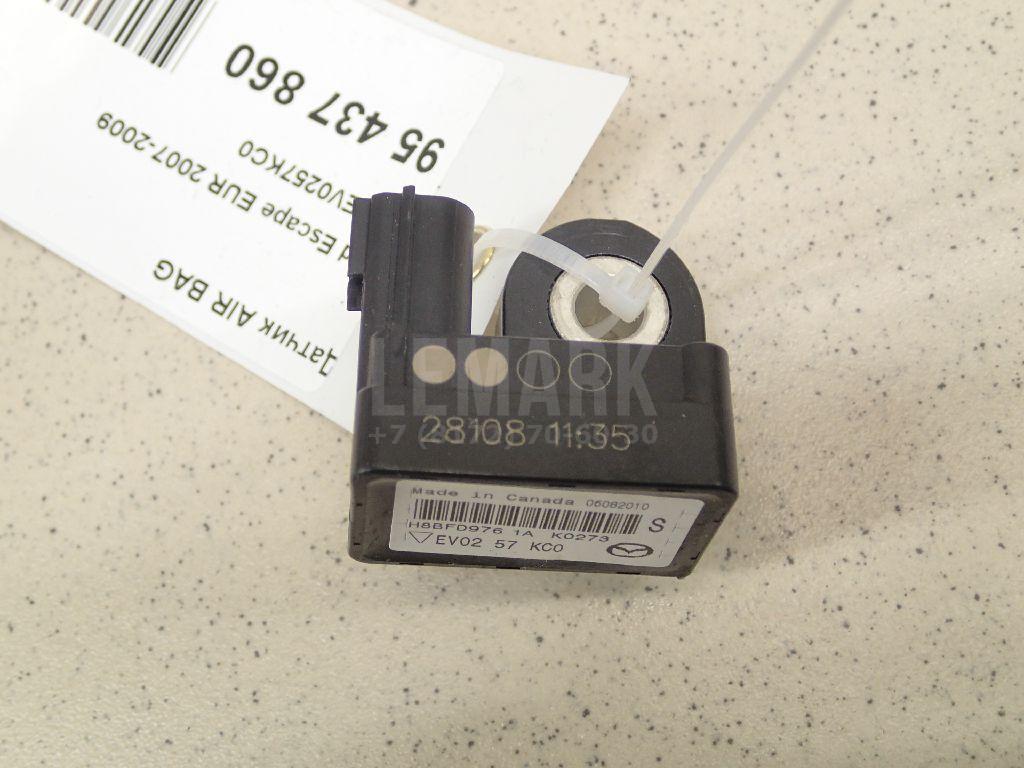 95 437 860
EV0257KC0
d Escape EUR 2007-2009
Датчик AIR BAG
LEMARK
28108 11:35
Made in Canada 06082010
S
H8BFD976 1A K0273
EV02 57 KC0